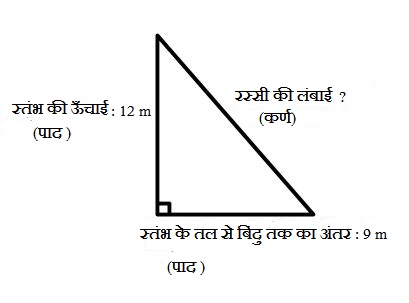 स्तंभ की ऊँचाई : 12 m
(पाद )
रस्सी की लंबाई ?
(कर्ण)
स्तंभ के तल से बिंदु तक का अंतर : 9 m
(पाद )